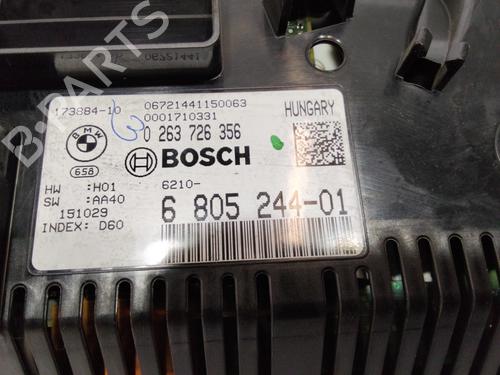 B-PARTS
173884-10
06721441150063
0001710331
HUNGARY
0 263 726 356
BMW
BOSCH
658
HW :H01
SW :AA40
151029
INDEX: D60
6210-
6 805 244-01